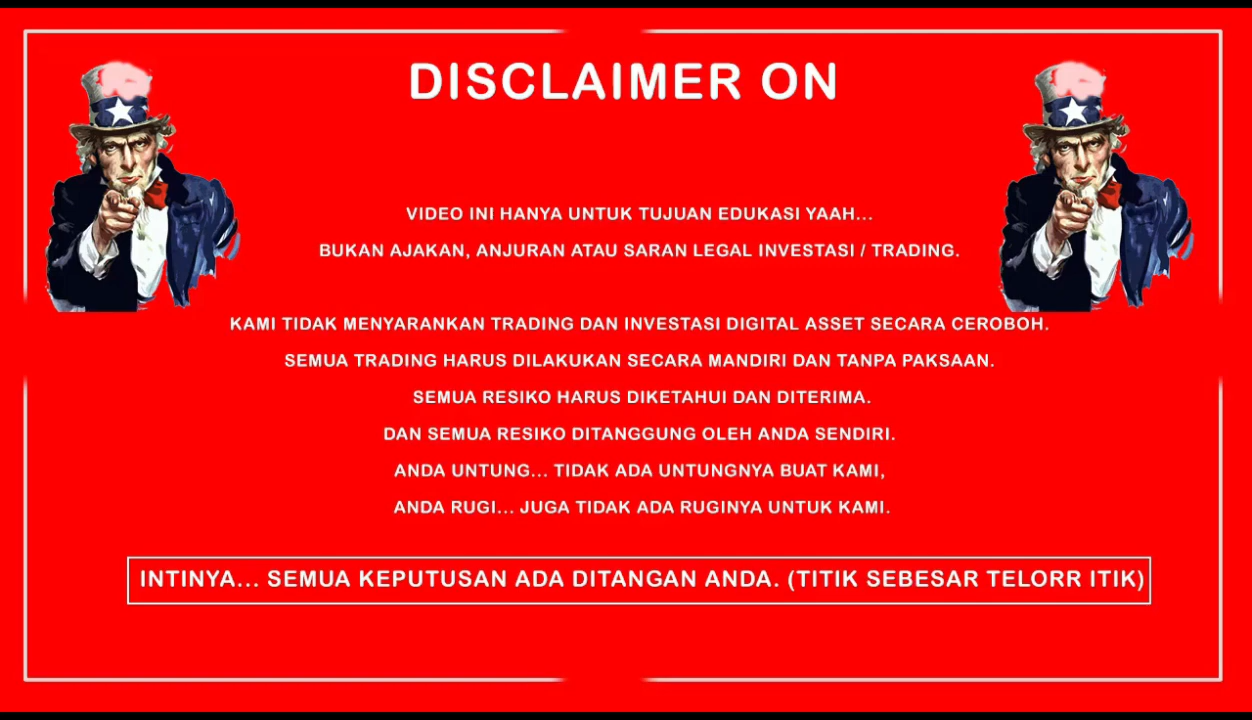 DISCLAIMER ON
VIDEO INI HANYA UNTUK TUJUAN EDUKASI YAAH...
BUKAN AJAKAN, ANJURAN ATAU SARAN LEGAL INVESTASI / TRADING.
KAMI TIDAK MENYARANKAN TRADING DAN INVESTASI DIGITAL ASSET SECARA CEROBOH.
SEMUA TRADING HARUS DILAKUKAN SECARA MANDIRI DAN TANPA PAKSAAN.
SEMUA RESIKO HARUS DIKETAHUI DAN DITERIMA.
DAN SEMUA RESIKO DITANGGUNG OLEH ANDA SENDIRI.
ANDA UNTUNG... TIDAK ADA UNTUNGNYA BUAT KAMI,
ANDA RUGI... JUGA TIDAK ADA RUGINYA UNTUK KAMI.
INTINYA... SEMUA KEPUTUSAN ADA DITANGAN ANDA. (TITIK SEBESAR TELORR ITIK)